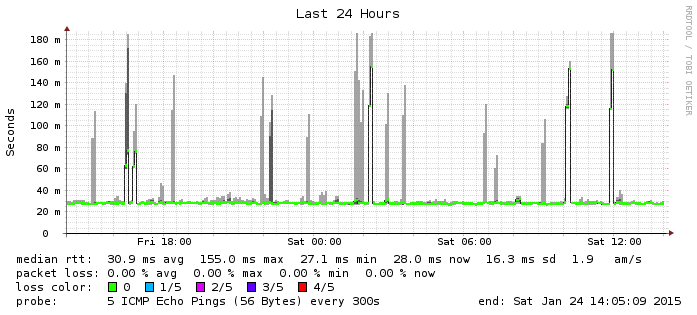 Last 24 Hours
RRDTOOL / TOBI OETIKER
Seconds
180 m
160 m
140 m
120 m
100 m
80 m
60 m
40 m
20 m
0
Fri 18:00 Sat 00:00 Sat 06:00 Sat 12:00
median rtt: 30.9 ms avg 155.0 ms max 27.1 ms min 28.0 ms now 16.3 ms sd 1.9 am/s
packet loss: 0.00 % avg 0.00 % max 0.00 % min 0.00 % now
loss color: 0 1/5 2/5 3/5 4/5
probe: 5 ICMP Echo Pings (56 Bytes) every 300s end: Sat Jan 24 14:05:09 2015